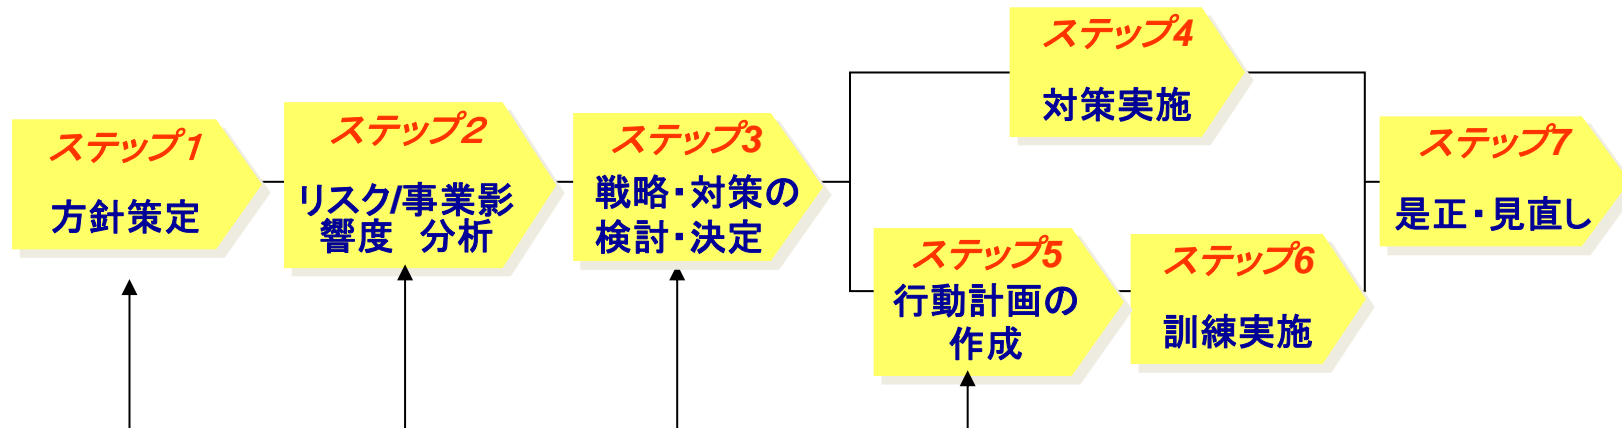 ステップ1
方針策定
ステップ2
リスク/事業影
響度　分析
ステップ3
戦略・対策の
検討・決定
ステップ4
対策実施
ステップ5
行動計画の
作成
ステップ6
訓練実施
ステップ7
是正・見直し